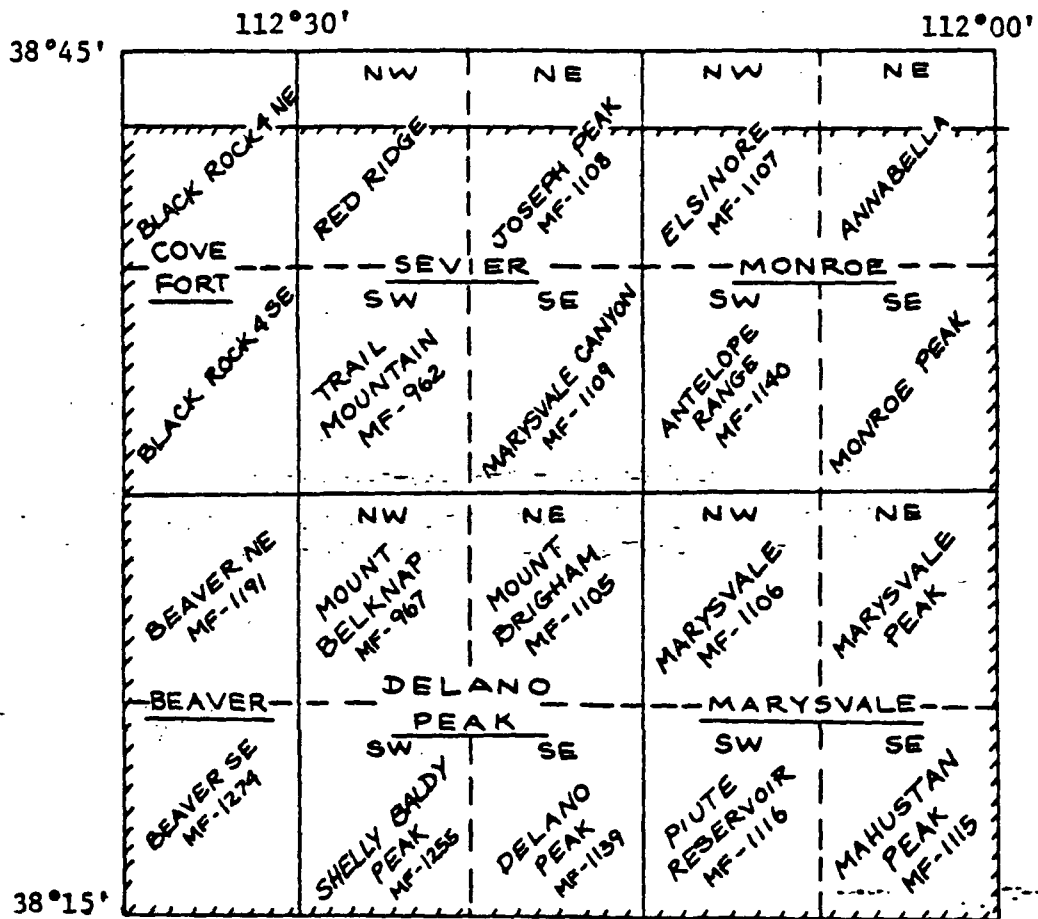 112°30' 112°00'
38°45'
NW NE NW NE
BLACK ROCK 4 NE
RED RIDGE
JOSEPH PEAK
MF-1108
ELSINORE
MF-1107
ANNABELLA
COVE
FORT
SEVIER
MONROE
SW SE SW SE
BLACK ROCK 4 SE
TRAIL
MOUNTAIN
MF-962
MARYSVALE CANYON
MF-1109
ANTELOPE
RANGE
MF-1140
MONROE PEAK
NW NE NW NE
BEAVER NE
MF-1191
MOUNT
BELKNAP
MF-967
MOUNT
BRIGHAM
MF-1105
MARYSVALE
MF-1106
MARYSVALE
PEAK
BEAVER
DELANO
PEAK
MARYSVALE
SW SE SW SE
BEAVER SE
MF-1274
SHELLY BALDY
PEAK
MF-1255
DELANO
PEAK
MF-1139
PIUTE
RESERVOIR
MF-1116
MAHUSTAN
PEAK
MF-1115
38°15'